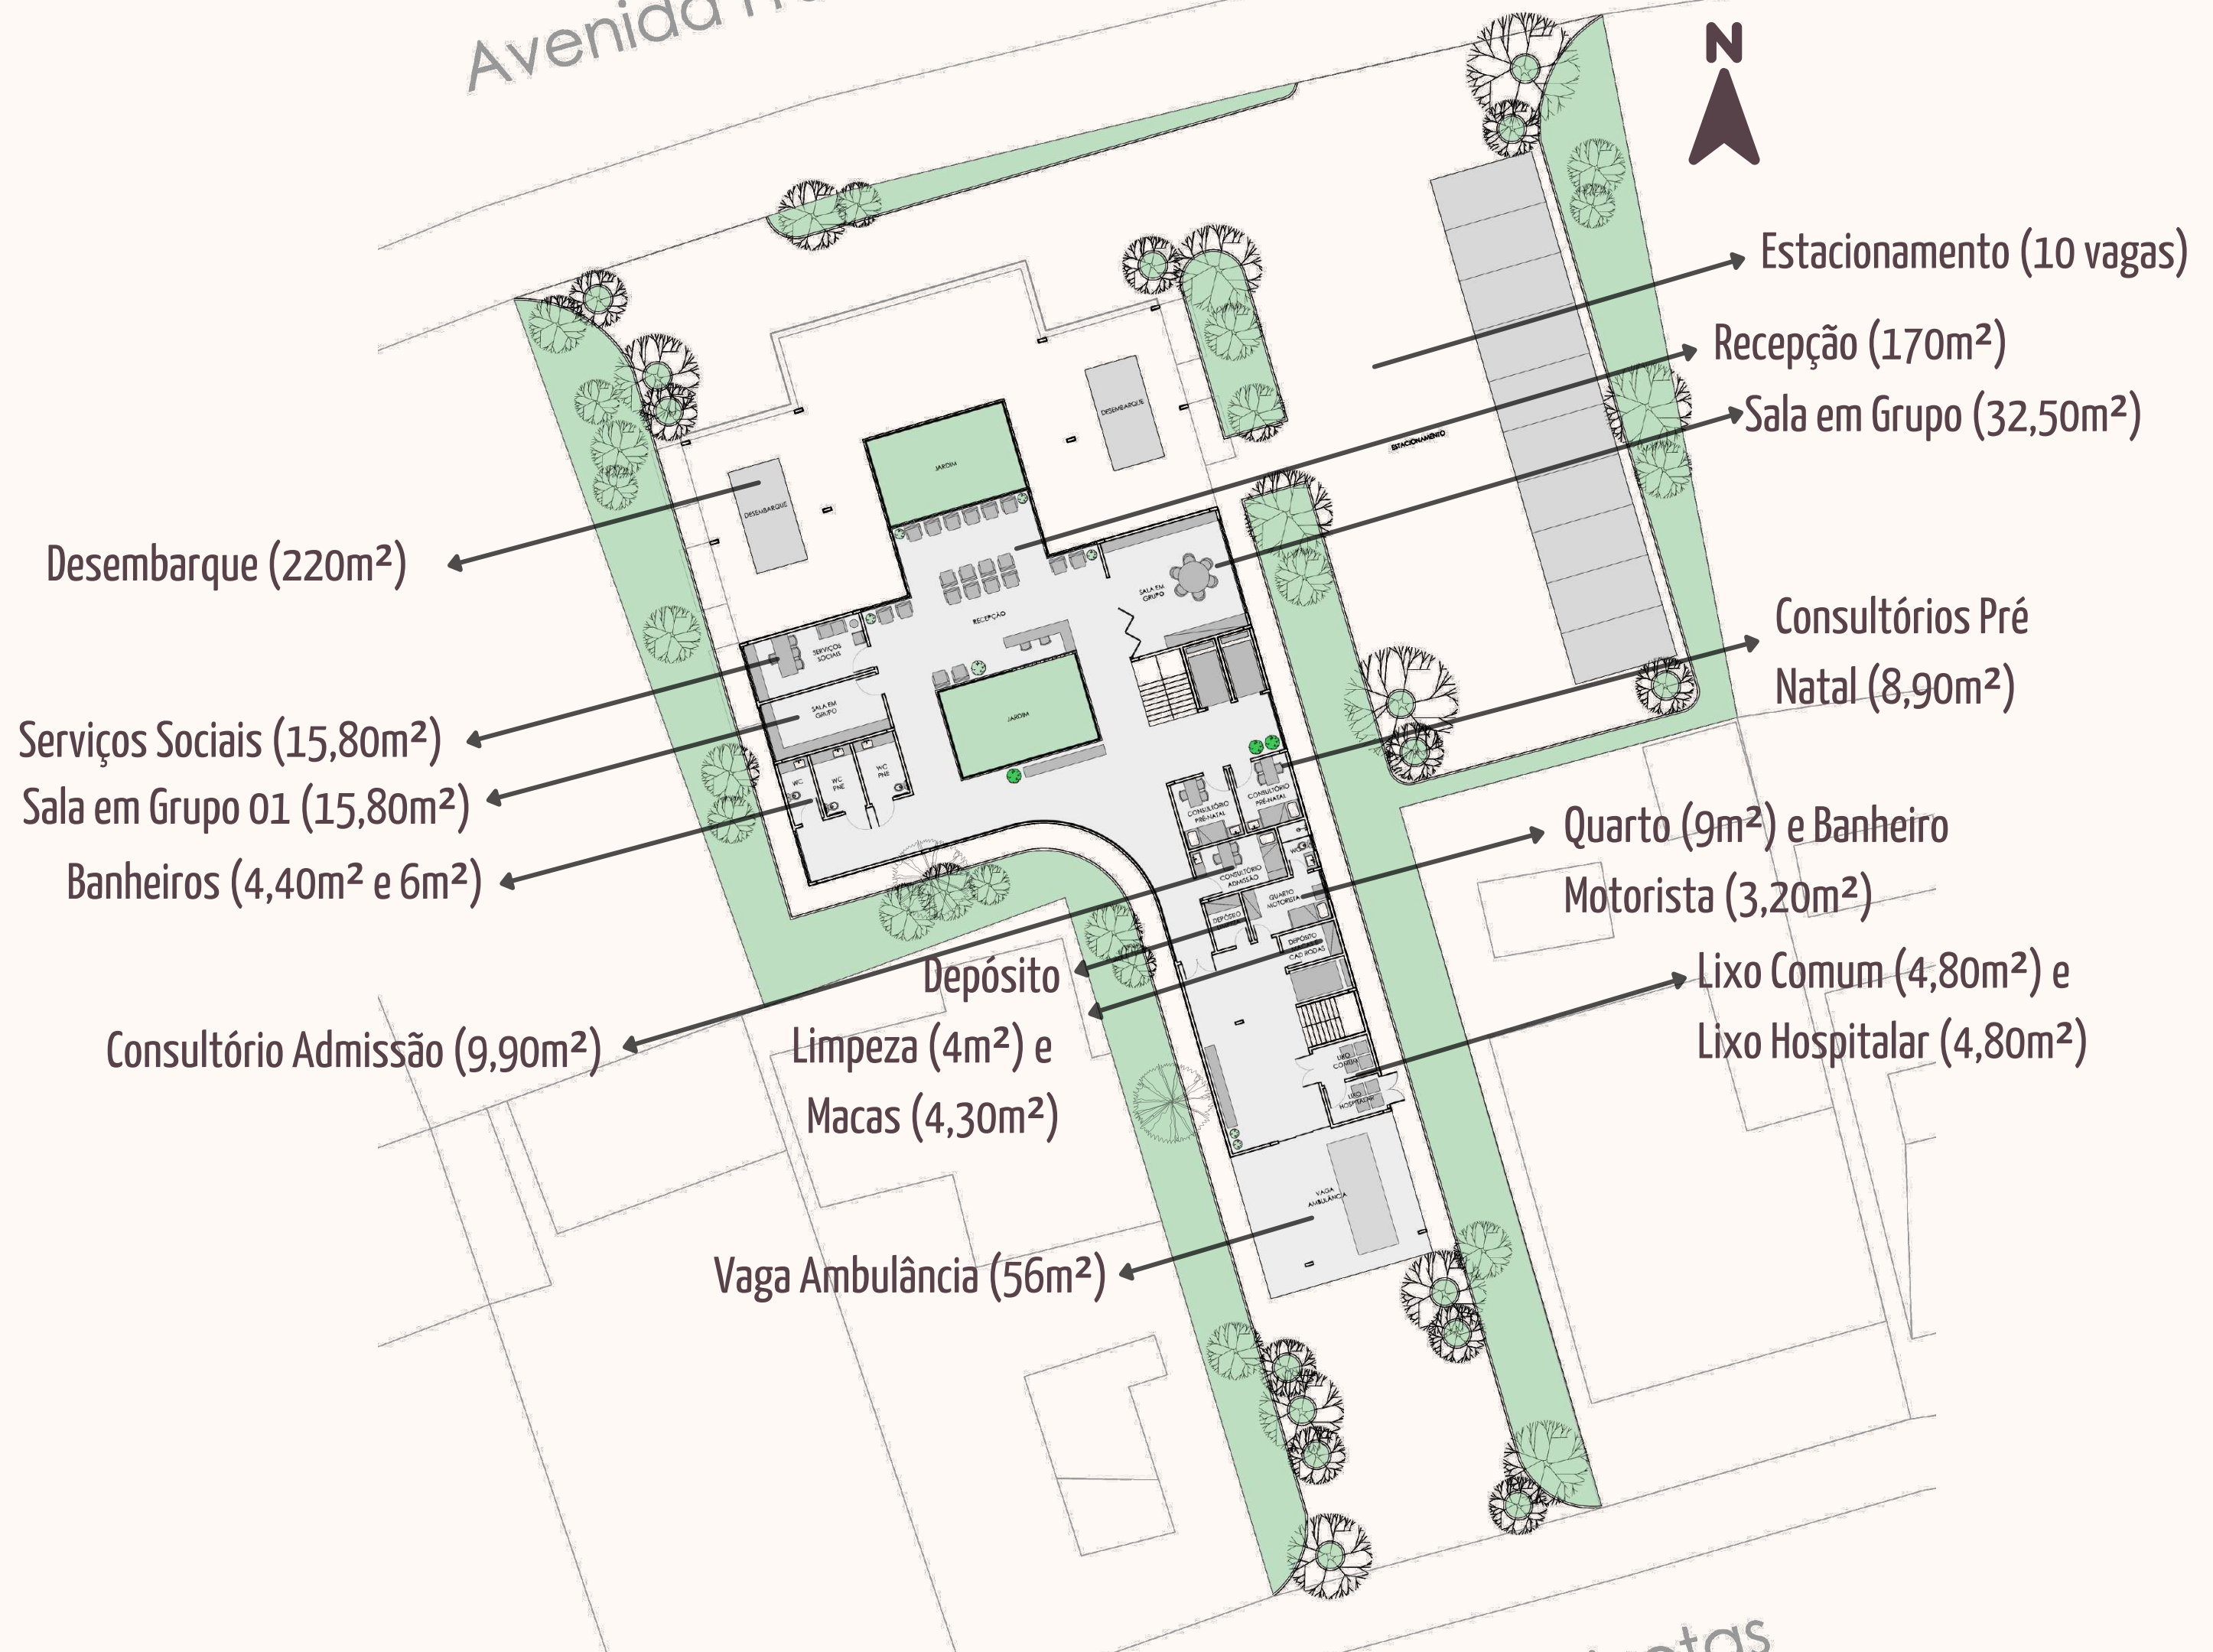 Avenida
N
Estacionamento (10 vagas)
Recepção (170m²)
Sala em Grupo (32,50m²)
Desembarque (220m²)
Consultórios Pré
Natal (8,90m²)
Serviços Sociais (15,80m²)
Sala em Grupo 01 (15,80m²)
Banheiros (4,40m² e 6m²)
Quarto (9m²) e Banheiro
Motorista (3,20m²)
Depósito
Limpeza (4m²) e
Macas (4,30m²)
Lixo Comum (4,80m²) e
Lixo Hospitalar (4,80m²)
Consultório Admissão (9,90m²)
Vaga Ambulância (56m²)
DESEMBARQUE
JARDIM
DESEMBARQUE
ESTACIONAMENTO
SALA EM
GRUPO
RECEPÇÃO
SERVIÇOS
SOCIAIS
SALA EM
GRUPO
JARDIM
WC
WC
PNE
WC
PNE
CONSULTÓRIO
PRÉ-NATAL
CONSULTÓRIO
PRÉ-NATAL
CONSULTÓRIO
ADMISSÃO
WC
QUARTO
MOTORISTA
DEPÓSITO
DEPÓSITO
CAD RODAS
LIXO
COMUM
LIXO
HOSPITALAR
VAGA
AMBULÂNCIA